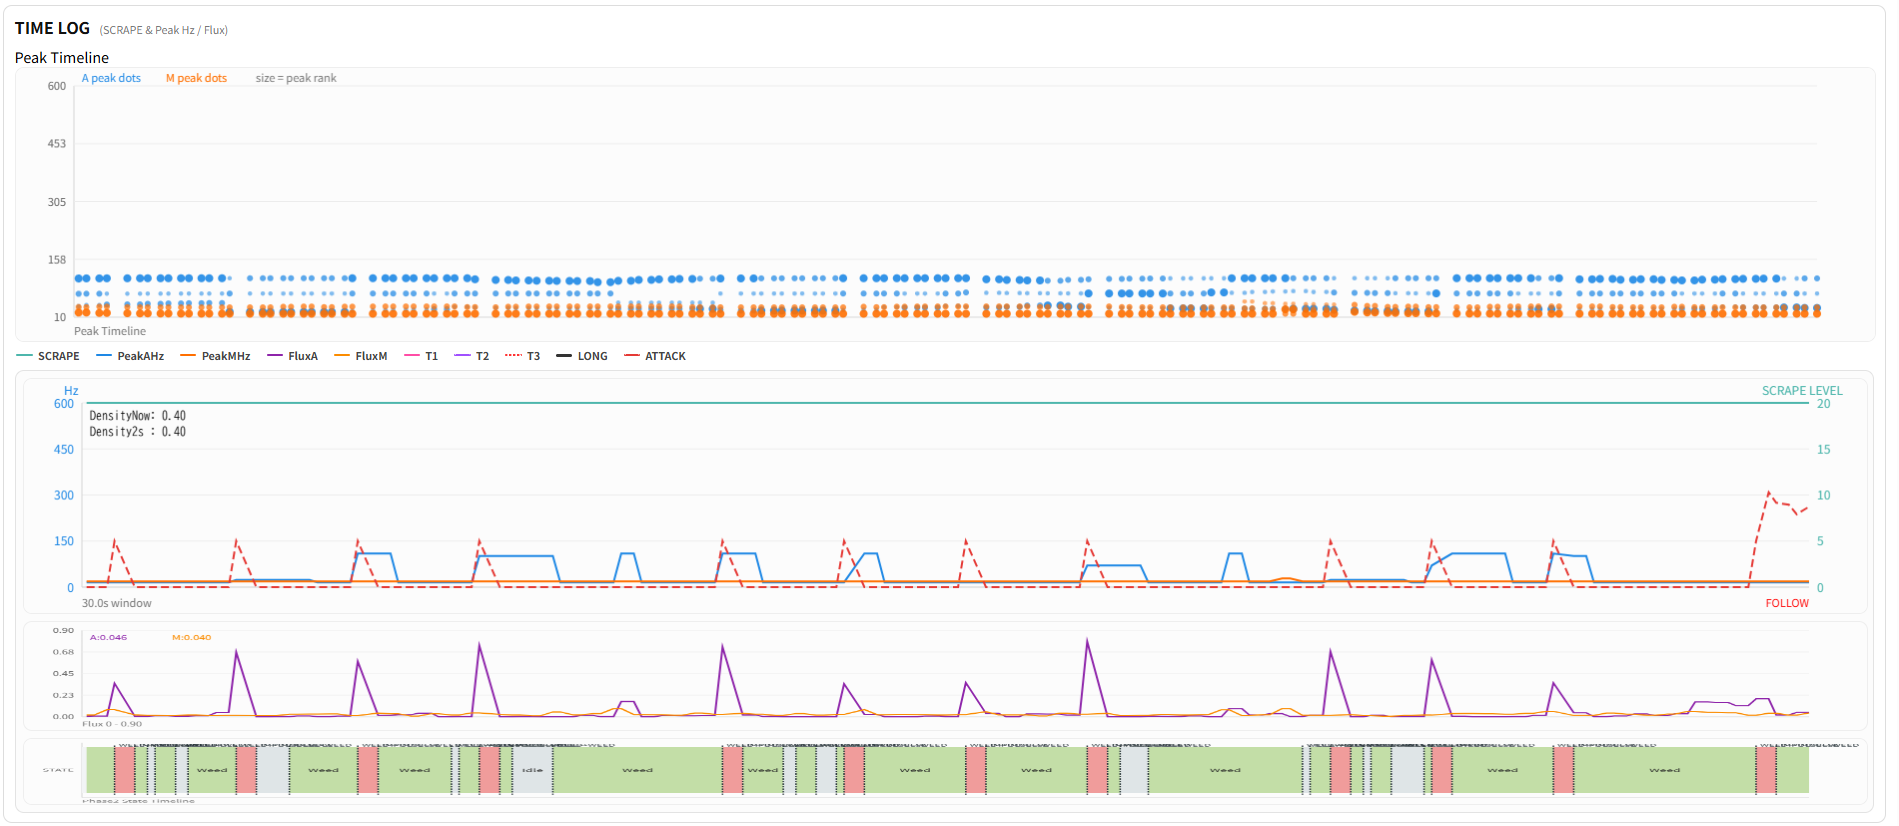 TIME LOG (SCRAPE & Peak Hz / Flux)
Peak Timeline
A peak dots M peak dots size = peak rank
600
453
305
158
10
Peak Timeline
SCRAPE PeakAHz PeakMHz FluxA FluxM T1 T2 T3 LONG ATTACK
Hz SCRAPE LEVEL
600 20
DensityNow: 0.40
Density2s : 0.40
450 15
300 10
150 5
0 0
30.0s window FOLLOW
0.90 A:0.046 M:0.040
0.68
0.45
0.23
0.00
Flux 0 - 0.90
STATE Weed Weed Weed Idle Weed Weed Weed Weed Weed Weed Weed
Phase2 State Timeline